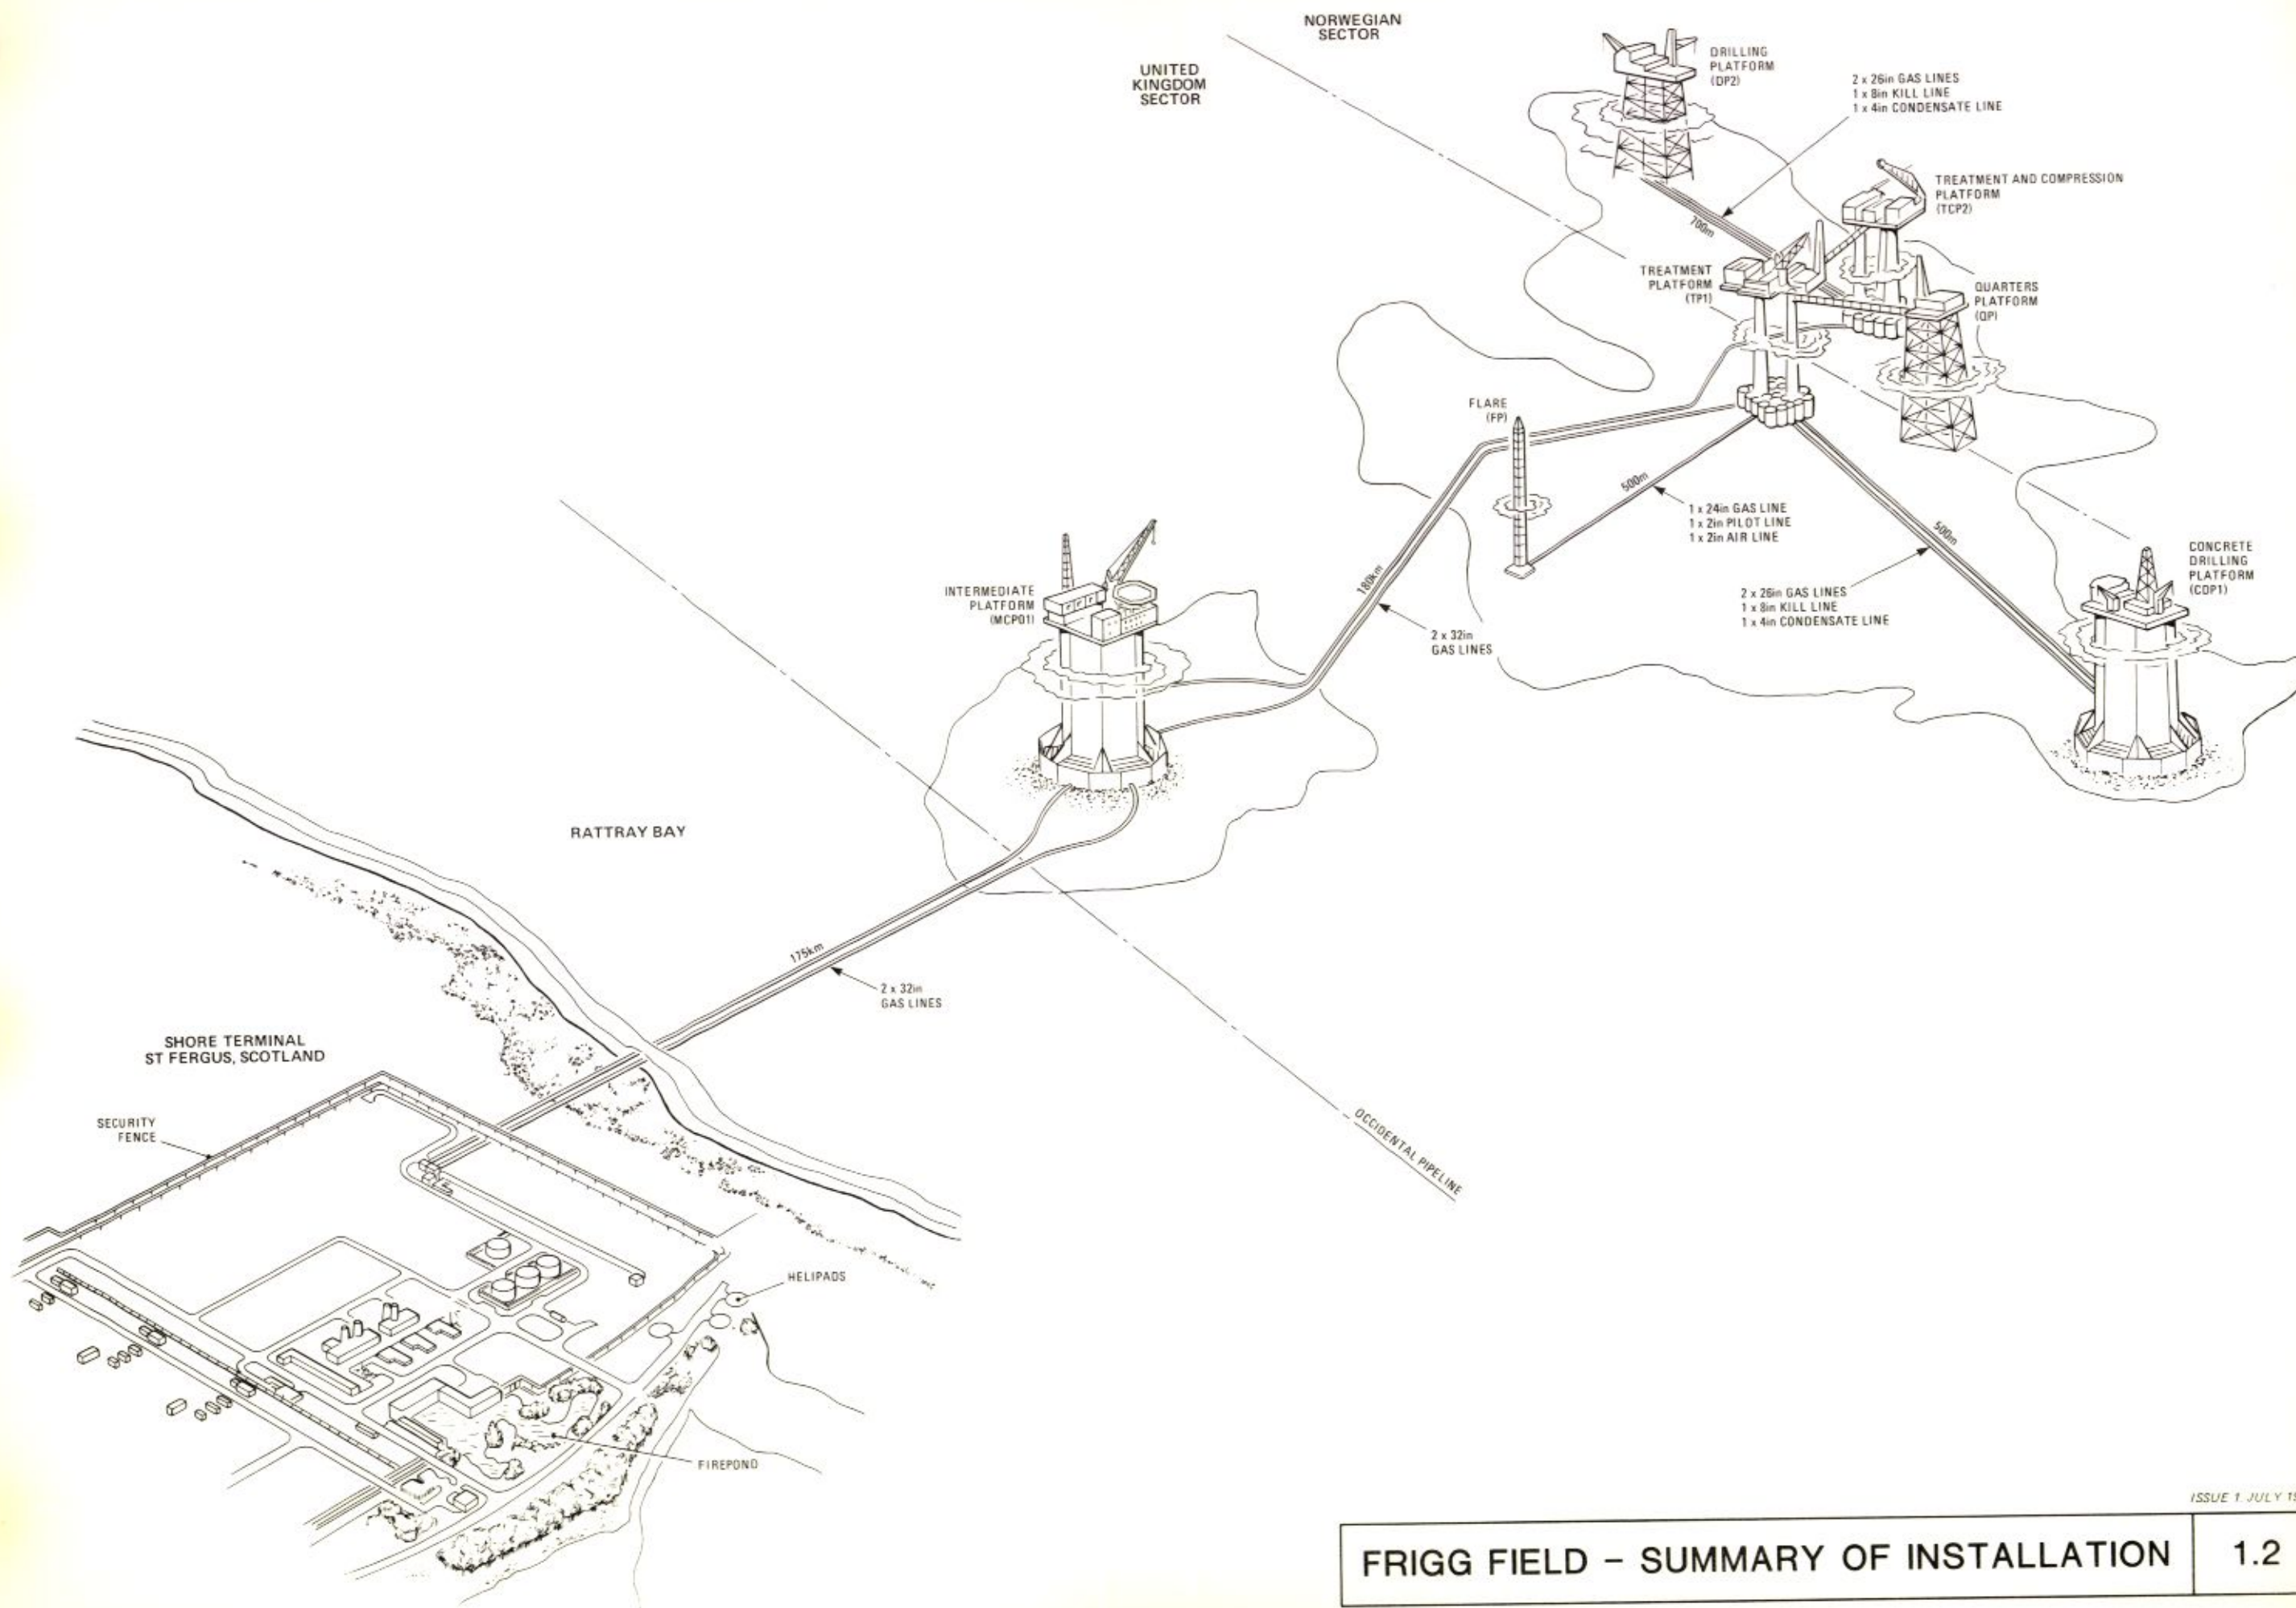 NORWEGIAN
SECTOR
UNITED
KINGDOM
SECTOR
DRILLING
PLATFORM
(DP2)
2 x 26in GAS LINES
1 x 8in KILL LINE
1 x 4in CONDENSATE LINE
700m
TREATMENT AND COMPRESSION
PLATFORM
(TCP2)
TREATMENT
PLATFORM
(TP1)
QUARTERS
PLATFORM
(QP)
FLARE
(FP)
500m
1 x 24in GAS LINE
1 x 2in PILOT LINE
1 x 2in AIR LINE
500m
2 x 26in GAS LINES
1 x 8in KILL LINE
1 x 4in CONDENSATE LINE
CONCRETE
DRILLING
PLATFORM
(CDP1)
180km
2 x 32in
GAS LINES
INTERMEDIATE
PLATFORM
(MCP01)
RATTRAY BAY
175km
2 x 32in
GAS LINES
OCCIDENTAL PIPELINE
SHORE TERMINAL
ST FERGUS, SCOTLAND
SECURITY
FENCE
HELIPADS
FIREPOND
ISSUE 1 JULY
FRIGG FIELD – SUMMARY OF INSTALLATION
1.2